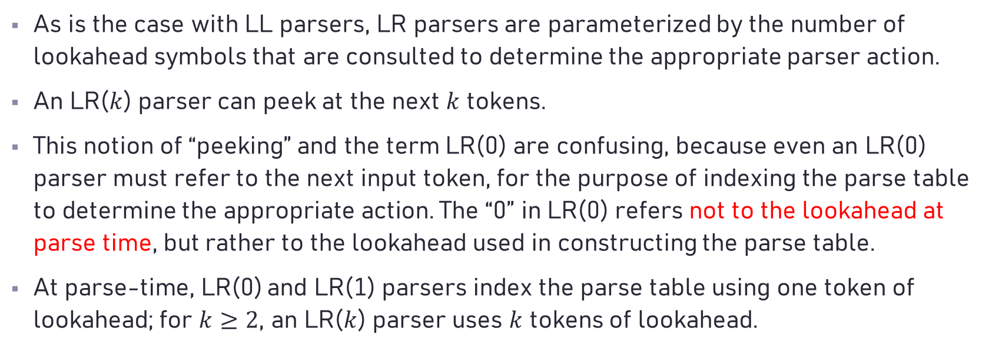 ▪ As is the case with LL parsers, LR parsers are parameterized by the number of
lookahead symbols that are consulted to determine the appropriate parser action.
▪ An LR(k) parser can peek at the next k tokens.
▪ This notion of “peeking” and the term LR(0) are confusing, because even an LR(0)
parser must refer to the next input token, for the purpose of indexing the parse table
to determine the appropriate action. The “0” in LR(0) refers not to the lookahead at
parse time, but rather to the lookahead used in constructing the parse table.
▪ At parse-time, LR(0) and LR(1) parsers index the parse table using one token of
lookahead; for k ≥ 2, an LR(k) parser uses k tokens of lookahead.